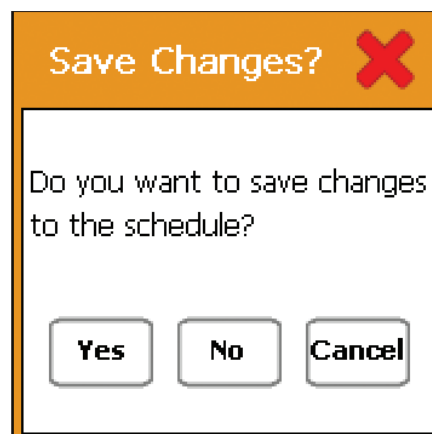 Save Changes?
Do you want to save changes
to the schedule?
Yes No Cancel